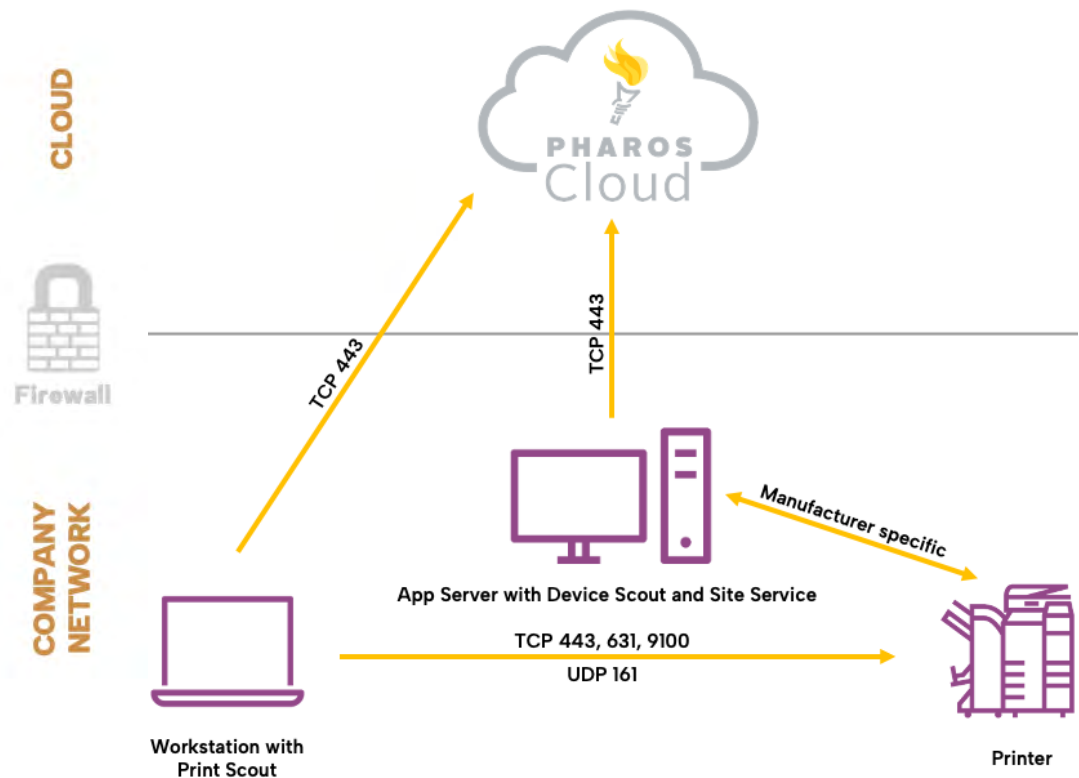 CLOUD
PHAROS
Cloud
TCP 443
TCP 443
Firewall
COMPANY
NETWORK
Manufacturer specific
App Server with Device Scout and Site Service
TCP 443, 631, 9100
UDP 161
Workstation with
Print Scout
Printer